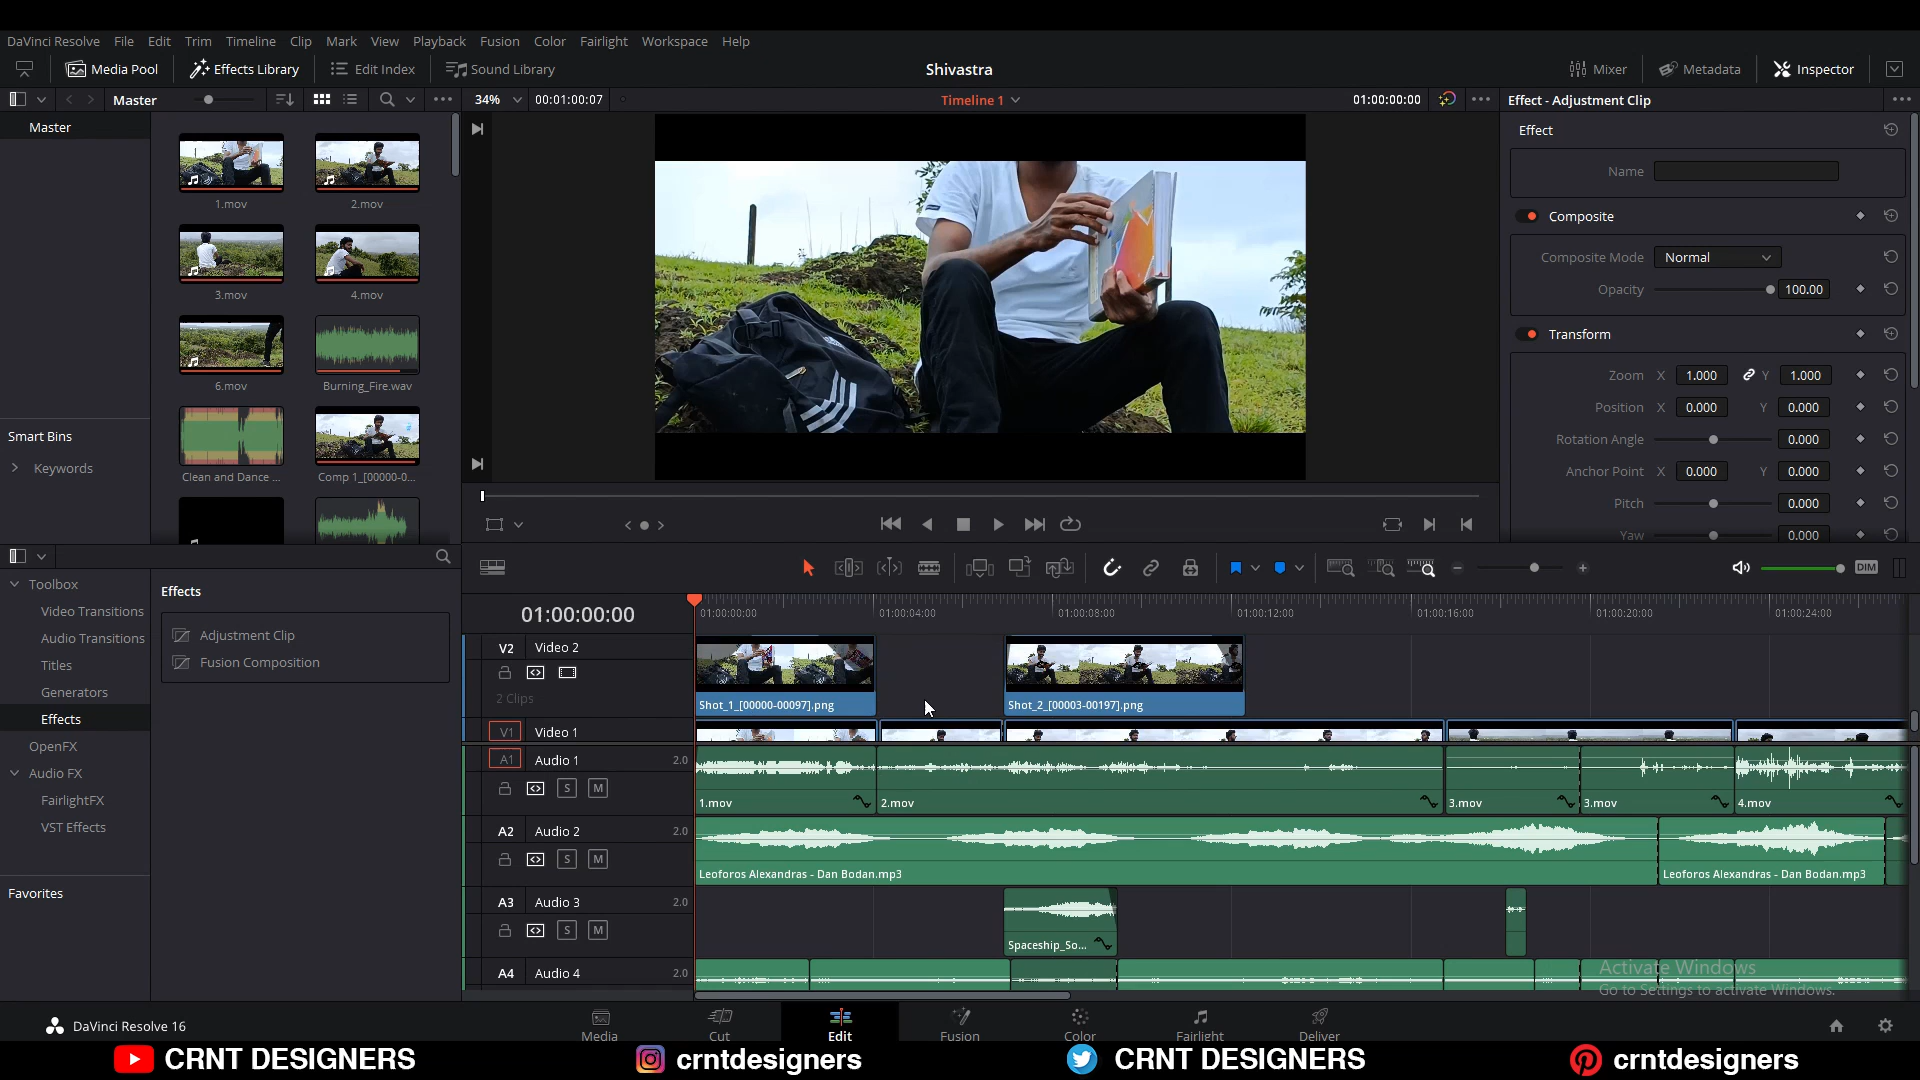 DaVinci Resolve File Edit Trim Timeline Clip Mark View Playback Fusion Color Fairlight Workspace Help
Media Pool Effects Library Edit Index Sound Library Shivastra Mixer Metadata Inspector
Master 34% 00:01:00:07 Timeline 1 01:00:00:00 Effect - Adjustment Clip
Master
1.mov 2.mov
3.mov 4.mov
6.mov Burning_Fire.wav
Clean and Dance ... Comp 1_[00000-0...
Smart Bins
Keywords
Effect
Name
Composite
Composite Mode Normal
Opacity 100.00
Transform
Zoom X 1.000 Y 1.000
Position X 0.000 Y 0.000
Rotation Angle 0.000
Anchor Point X 0.000 Y 0.000
Pitch 0.000
Yaw 0.000
DIM
Toolbox
Video Transitions
Audio Transitions
Titles
Generators
Effects
OpenFX
Audio FX
FairlightFX
VST Effects
Favorites
Effects
Adjustment Clip
Fusion Composition
01:00:00:00 01:00:00:00 01:00:04:00 01:00:08:00 01:00:12:00 01:00:16:00 01:00:20:00 01:00:24:00
V2 Video 2
2 Clips
Shot_1_[00000-00097].png Shot_2_[00003-00197].png
V1 Video 1
A1 Audio 1 2.0
S M
1.mov 2.mov 3.mov 3.mov 4.mov
A2 Audio 2 2.0
S M
Leoforos Alexandras - Dan Bodan.mp3 Leoforos Alexandras - Dan Bodan.mp3
A3 Audio 3 2.0
S M
Spaceship_So...
A4 Audio 4 2.0
Activate Windows
Go to Settings to activate Windows.
DaVinci Resolve 16
Media Cut Edit Fusion Color Fairlight Deliver
CRNT DESIGNERS crntdesigners CRNT DESIGNERS crntdesigners